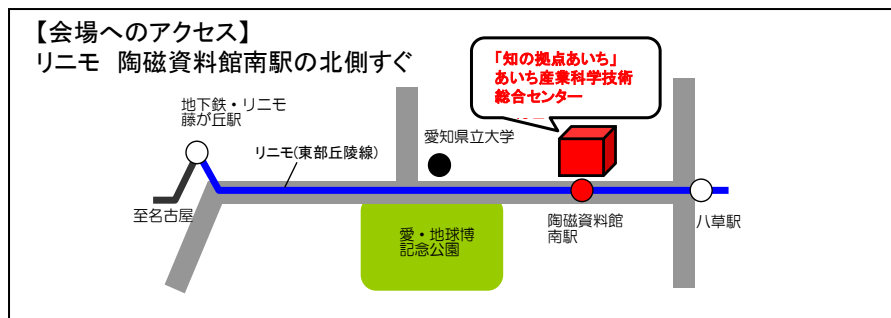 【会場へのアクセス】
リニモ 陶磁資料館南駅の北側すぐ
「知の拠点あいち」
あいち産業科学技術
総合センター
地下鉄・リニモ
藤が丘駅
愛知県立大学
リニモ(東部丘陵線)
至名古屋
愛・地球博
記念公園
陶磁資料館
南駅
八草駅